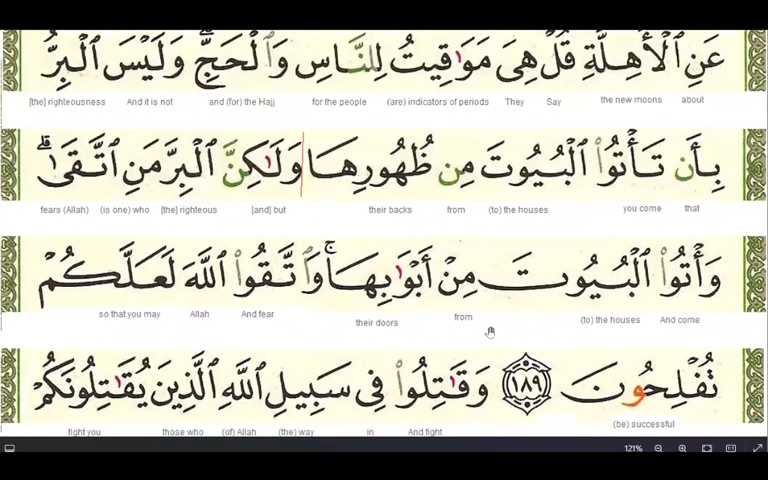 عَنِ ٱلْأَهِلَّةِ قُلْ هِىَ مَوَٰقِيتُ لِلنَّاسِ وَٱلْحَجِّ ۗ وَلَيْسَ ٱلْبِرُّ
[the] righteousness And it is not and (for) the Hajj for the people (are) indicators of periods They Say the new moons about
بِأَن تَأْتُوا۟ ٱلْبُيُوتَ مِن ظُهُورِهَا وَلَٰكِنَّ ٱلْبِرَّ مَنِ ٱتَّقَىٰ ۗ
fears (Allah) (is one) who [the] righteous [and] but their backs from (to) the houses you come that
وَأْتُوا۟ ٱلْبُيُوتَ مِنْ أَبْوَٰبِهَا ۚ وَٱتَّقُوا۟ ٱللَّهَ لَعَلَّكُمْ
so that you may Allah And fear their doors from (to) the houses And come
تُفْلِحُونَ ١٨٩ وَقَٰتِلُوا۟ فِى سَبِيلِ ٱللَّهِ ٱلَّذِينَ يُقَٰتِلُونَكُمْ
(be) successful
fight you those who (of) Allah (the) way in And fight
121%